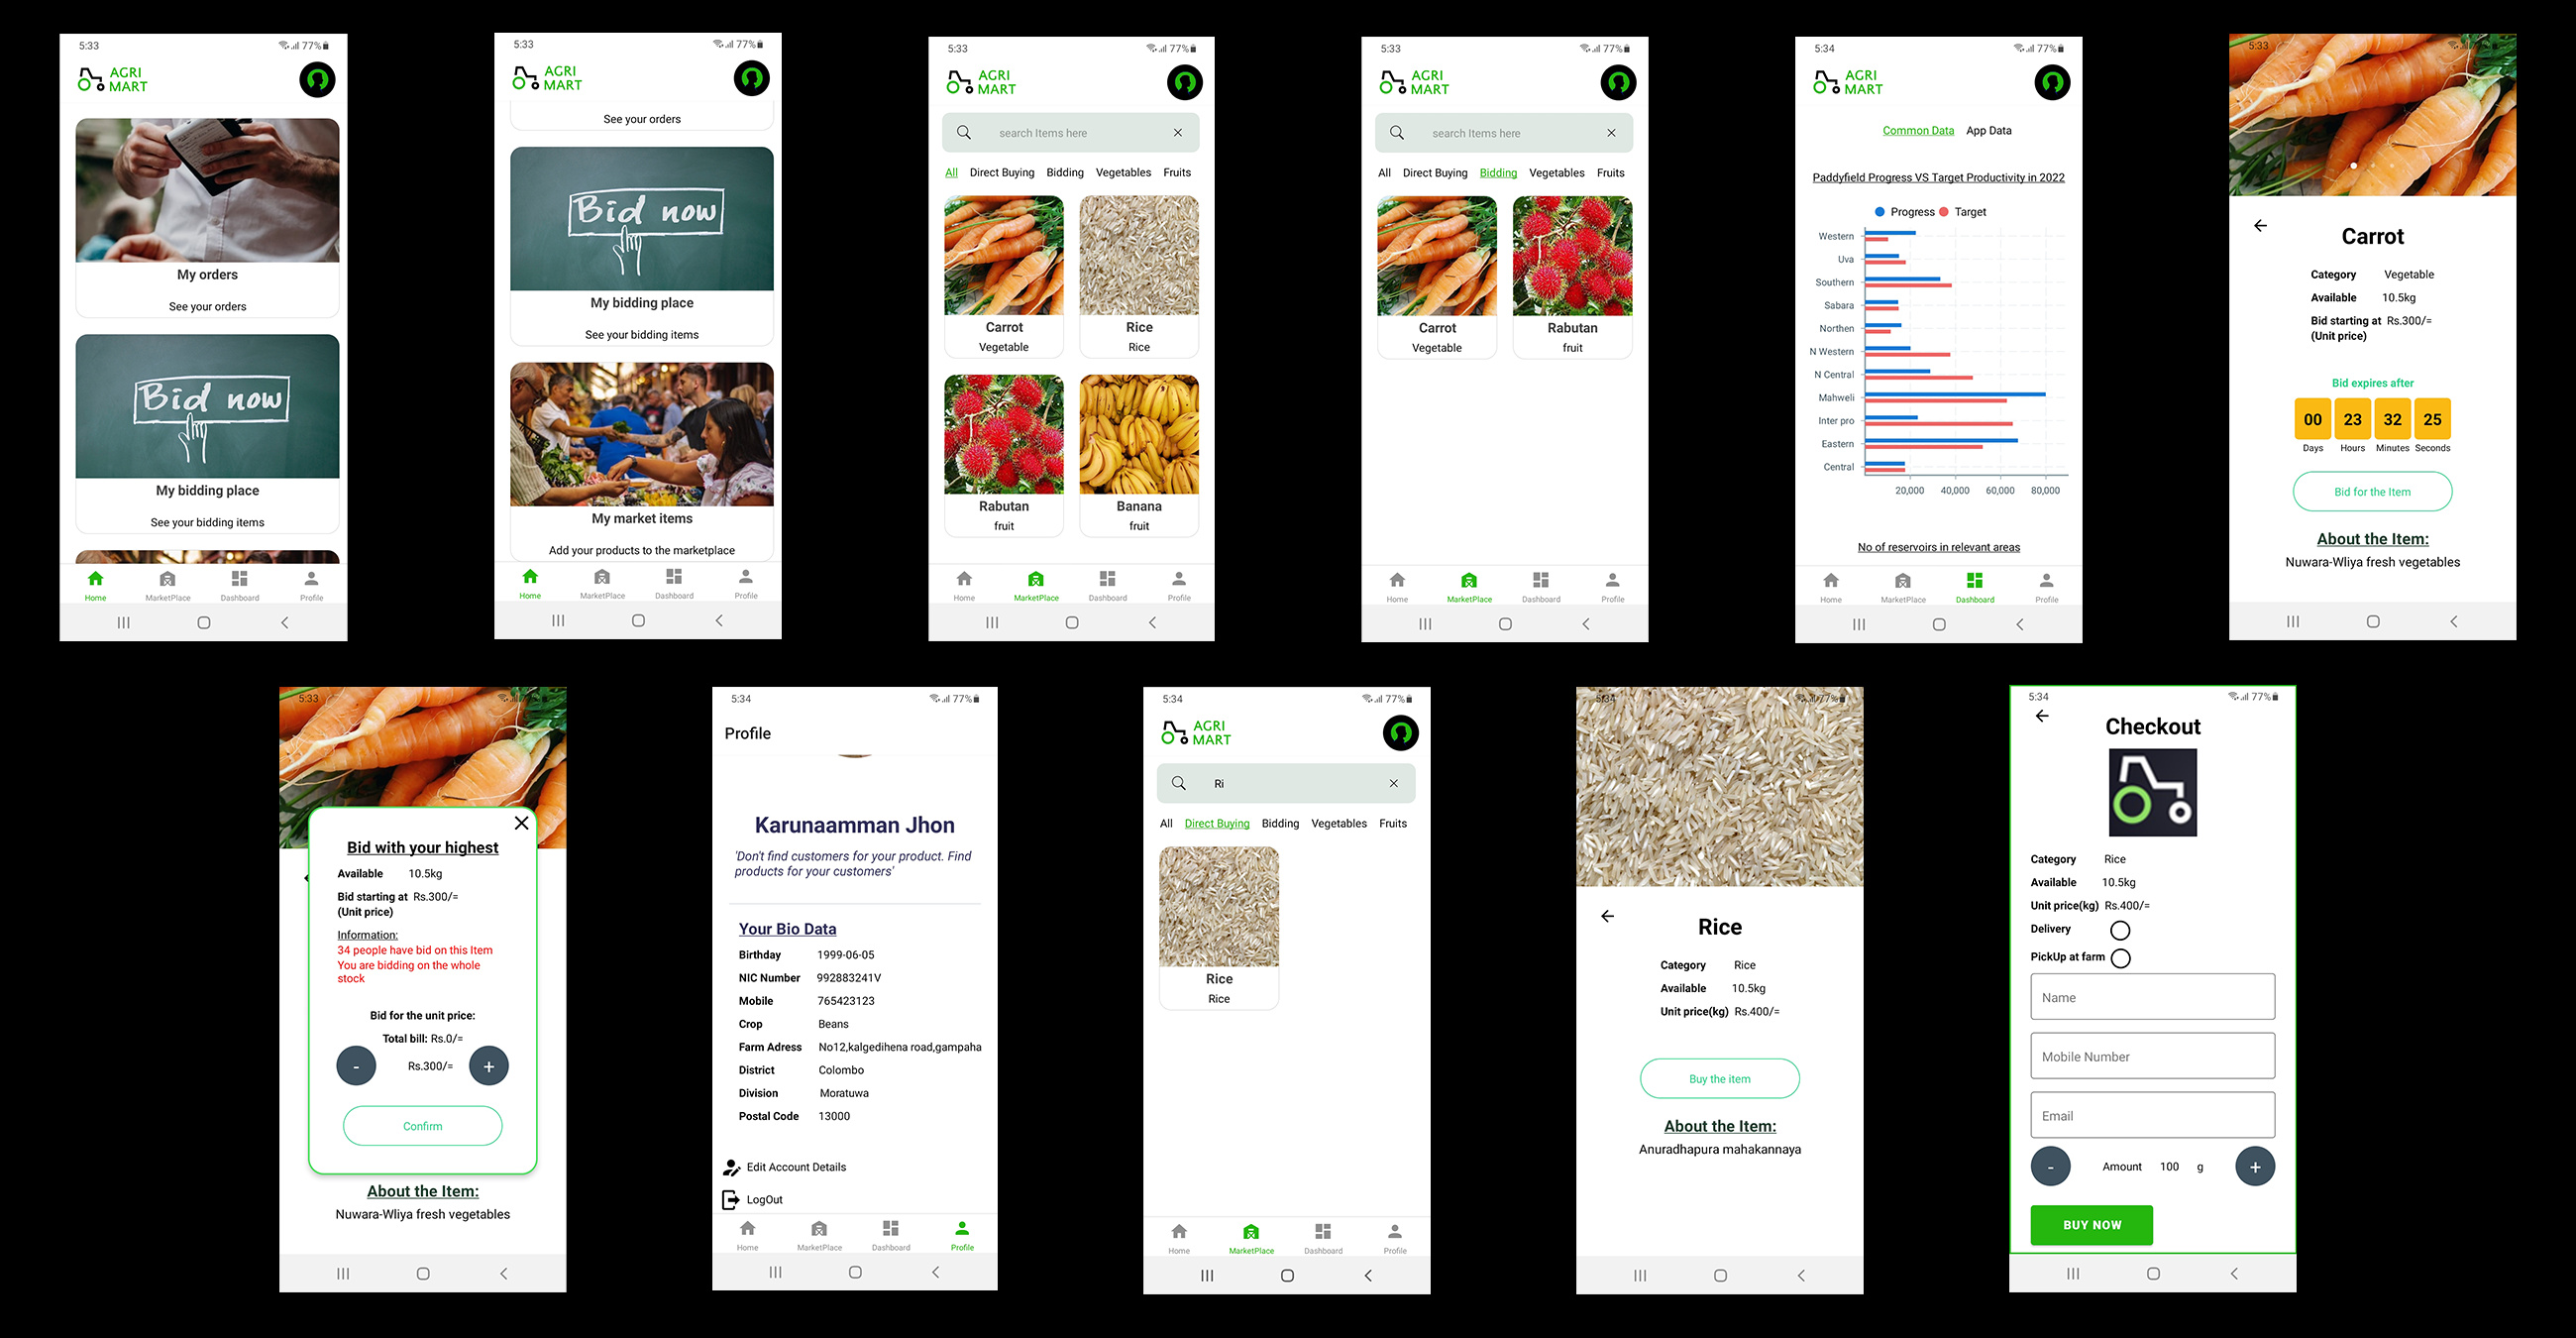 5:33
77%
AGRI
MART
My orders
See your orders
Bid now
My bidding place
See your bidding items
Home
MarketPlace
Dashboard
Profile
5:33
77%
AGRI
MART
See your orders
Bid now
My bidding place
See your bidding items
My market items
Add your products to the marketplace
Home
MarketPlace
Dashboard
Profile
5:33
77%
AGRI
MART
search Items here
All Direct Buying Bidding Vegetables Fruits
Carrot
Vegetable
Rice
Rice
Rabutan
fruit
Banana
fruit
Home
MarketPlace
Dashboard
Profile
5:33
77%
AGRI
MART
search Items here
All Direct Buying Bidding Vegetables Fruits
Carrot
Vegetable
Rabutan
fruit
Home
MarketPlace
Dashboard
Profile
5:34
77%
AGRI
MART
Common Data App Data
Paddyfield Progress VS Target Productivity in 2022
Progress Target
Western
Uva
Southern
Sabara
Northen
N Western
N Central
Mahweli
Inter pro
Eastern
Central
20,000 40,000 60,000 80,000
No of reservoirs in relevant areas
Home
MarketPlace
Dashboard
Profile
5:33
Carrot
Category Vegetable
Available 10.5kg
Bid starting at Rs.300/=
(Unit price)
Bid expires after
00 23 32 25
Days Hours Minutes Seconds
Bid for the Item
About the Item:
Nuwara-Wliya fresh vegetables
5:33
77%
Bid with your highest
Available 10.5kg
Bid starting at Rs.300/=
(Unit price)
Information:
34 people have bid on this Item
You are bidding on the whole
stock
Bid for the unit price:
Total bill: Rs.0/=
- Rs.300/= +
Confirm
About the Item:
Nuwara-Wliya fresh vegetables
5:34
77%
Profile
Karunaamman Jhon
'Don't find customers for your product. Find
products for your customers'
Your Bio Data
Birthday 1999-06-05
NIC Number 992883241V
Mobile 765423123
Crop Beans
Farm Adress No12,kalgedihena road,gampaha
District Colombo
Division Moratuwa
Postal Code 13000
Edit Account Details
LogOut
Home
MarketPlace
Dashboard
Profile
5:34
77%
AGRI
MART
Ri
All Direct Buying Bidding Vegetables Fruits
Rice
Rice
Home
MarketPlace
Dashboard
Profile
5:34
77%
Rice
Category Rice
Available 10.5kg
Unit price(kg) Rs.400/=
Buy the item
About the Item:
Anuradhapura mahakannaya
5:34
77%
Checkout
Category Rice
Available 10.5kg
Unit price(kg) Rs.400/=
Delivery
PickUp at farm
Name
Mobile Number
Email
- Amount 100 g +
BUY NOW